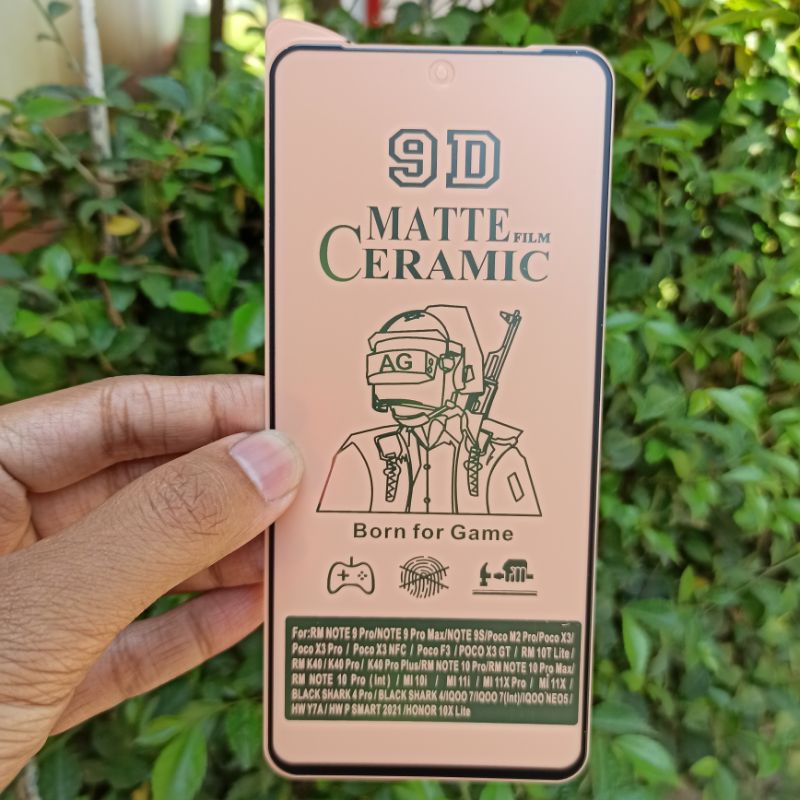 9D
MATTE FILM
CERAMIC
AG
Born for Game
For:RM NOTE 9 Pro/NOTE 9 Pro Max/NOTE 9S/Poco M2 Pro/Poco X3/
Poco X3 Pro / Poco X3 NFC / Poco F3 / POCO X3 GT / RM 10T Lite/
RM K40 / K40 Pro / K40 Pro Plus/RM NOTE 10 Pro/RM NOTE 10 Pro Max/
RM NOTE 10 Pro (Int) / MI 10i / MI 11i / MI 11X Pro / MI 11X /
BLACK SHARK 4 Pro / BLACK SHARK 4/IQOO 7/IQOO 7(Int)/IQOO NEO5/
HW Y7A / HW P SMART 2021 /HONOR 10X Lite